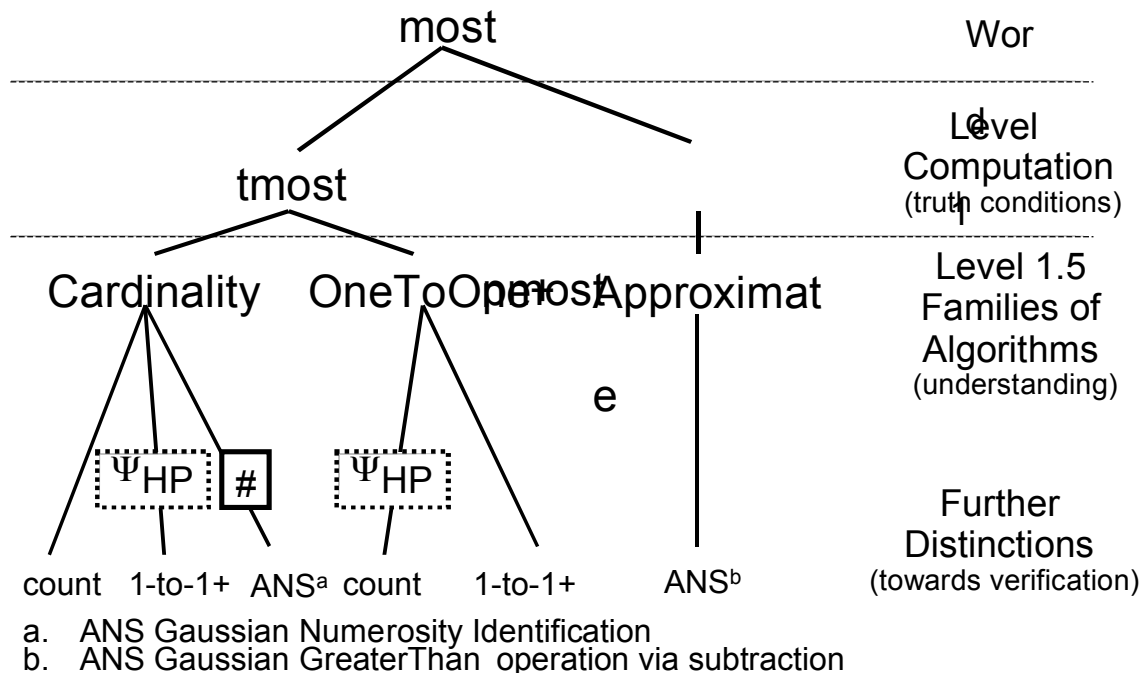 most
Wor
d
Level
Computation
(truth conditions)
1
tmost
Cardinality OneToOne+ pmost Approximat
e
Level 1.5
Families of
Algorithms
(understanding)
ΨHP # ΨHP
Further
Distinctions
(towards verification)
count 1-to-1+ ANSᵃ count 1-to-1+ ANSᵇ
a. ANS Gaussian Numerosity Identification
b. ANS Gaussian GreaterThan operation via subtraction